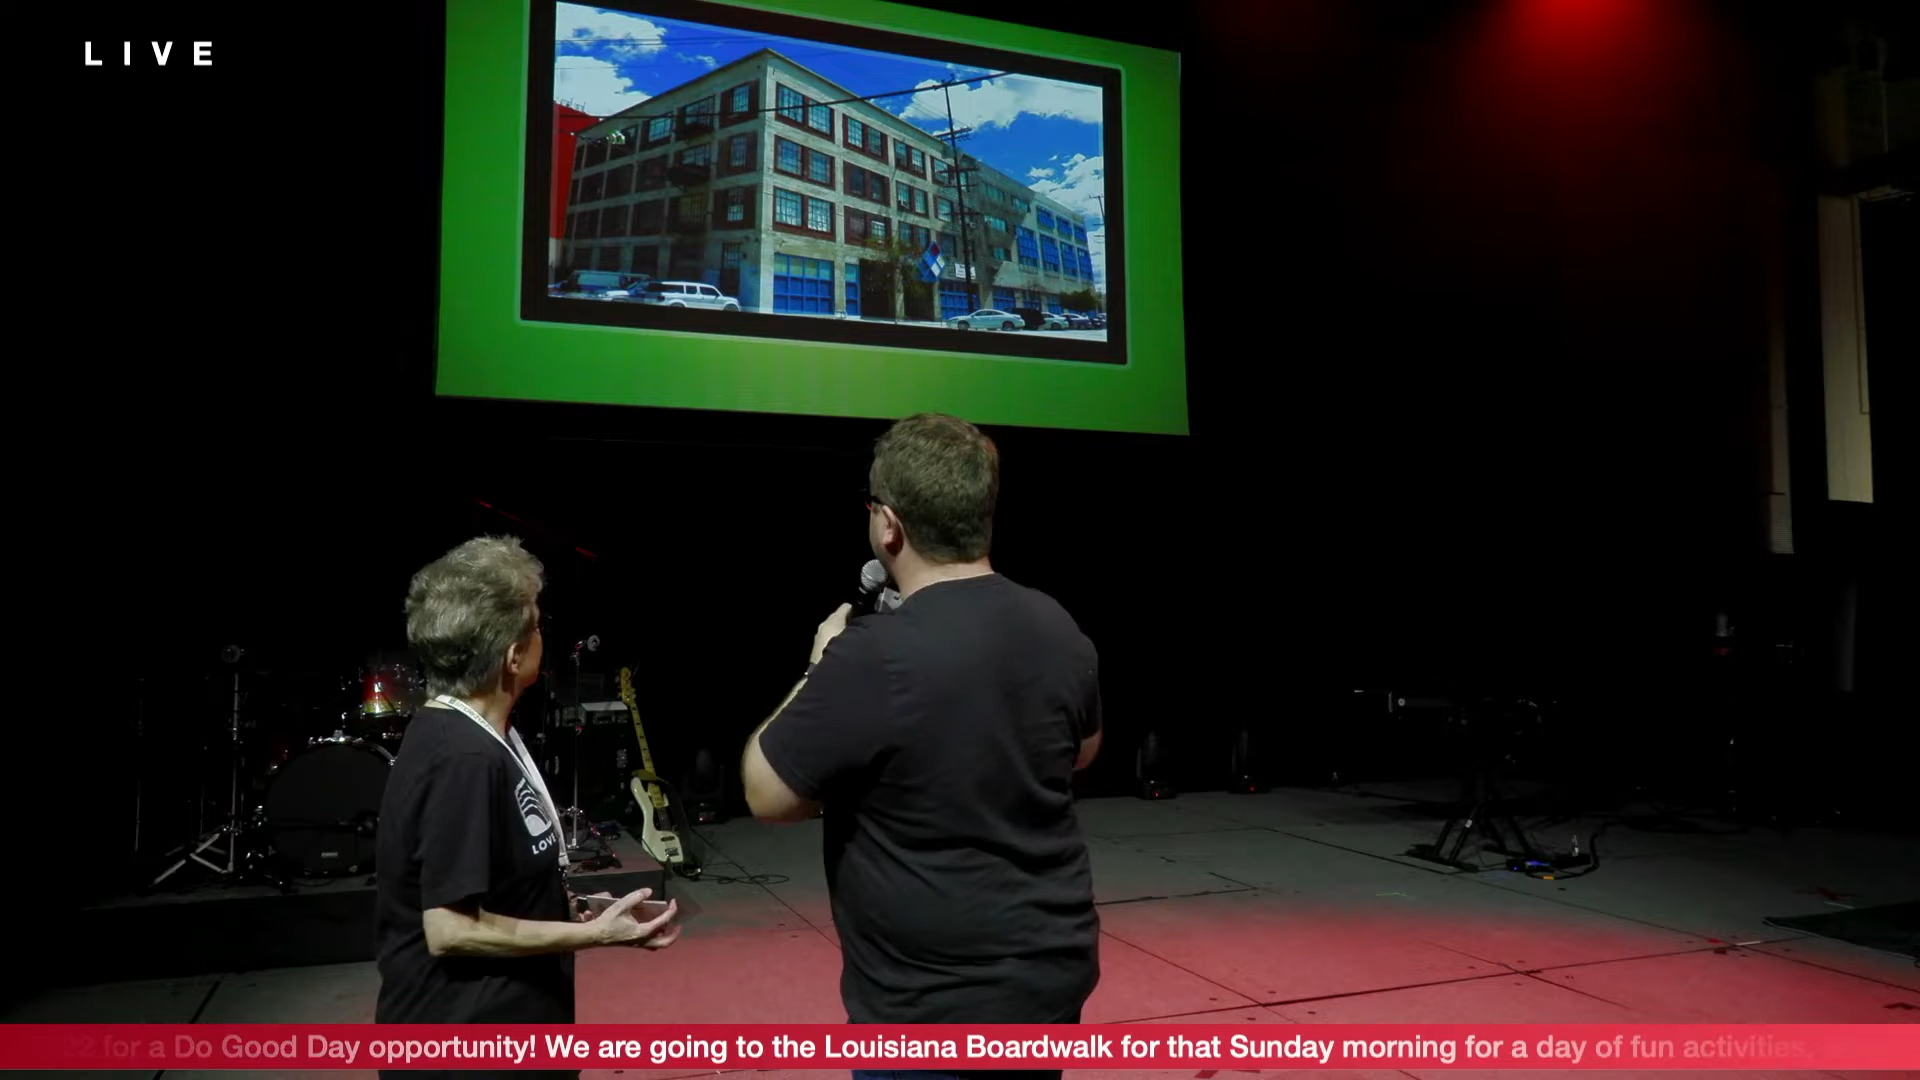 LIVE
LOVE
for a Do Good Day opportunity! We are going to the Louisiana Boardwalk for that Sunday morning for a day of fun activities,